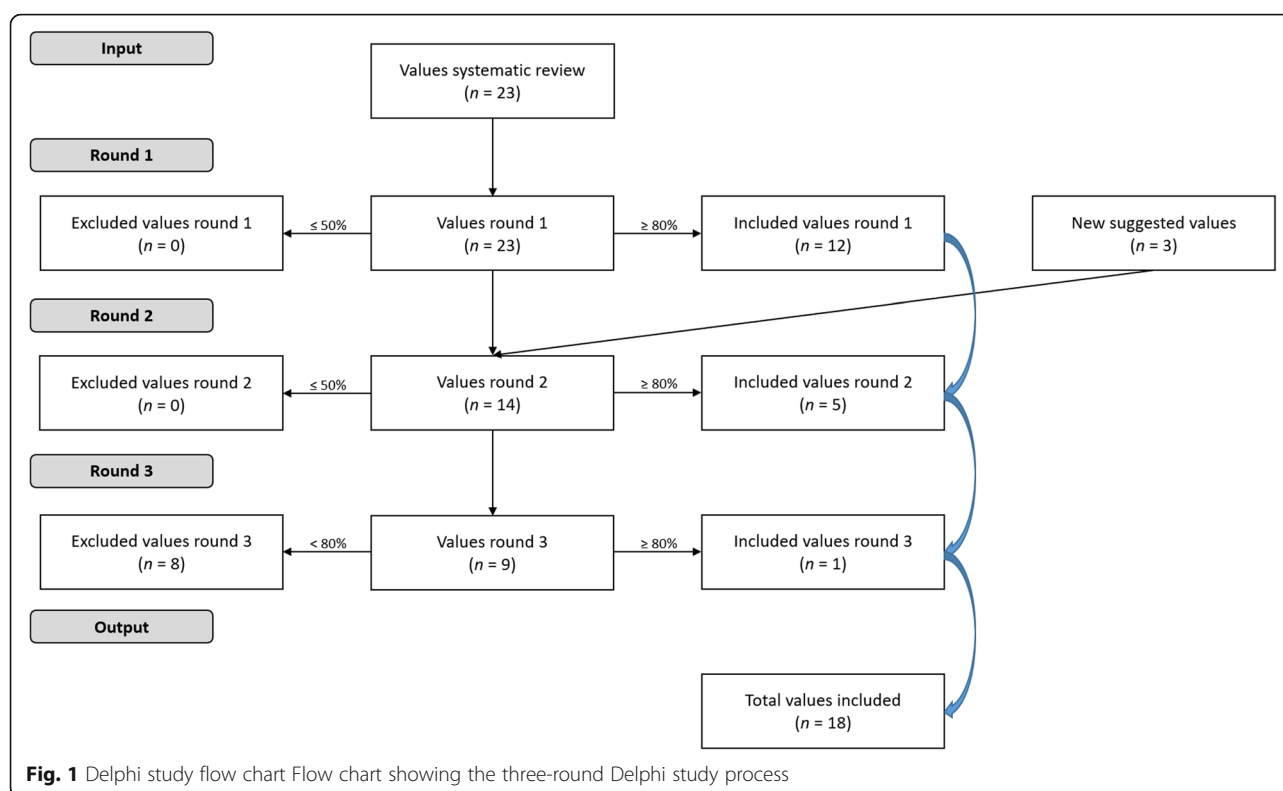 Input
Values systematic review
(n = 23)
Round 1
Excluded values round 1
(n = 0)
≤ 50%
Values round 1
(n = 23)
≥ 80%
Included values round 1
(n = 12)
New suggested values
(n = 3)
Round 2
Excluded values round 2
(n = 0)
≤ 50%
Values round 2
(n = 14)
≥ 80%
Included values round 2
(n = 5)
Round 3
Excluded values round 3
(n = 8)
< 80%
Values round 3
(n = 9)
≥ 80%
Included values round 3
(n = 1)
Output
Total values included
(n = 18)
Fig. 1 Delphi study flow chart Flow chart showing the three-round Delphi study process